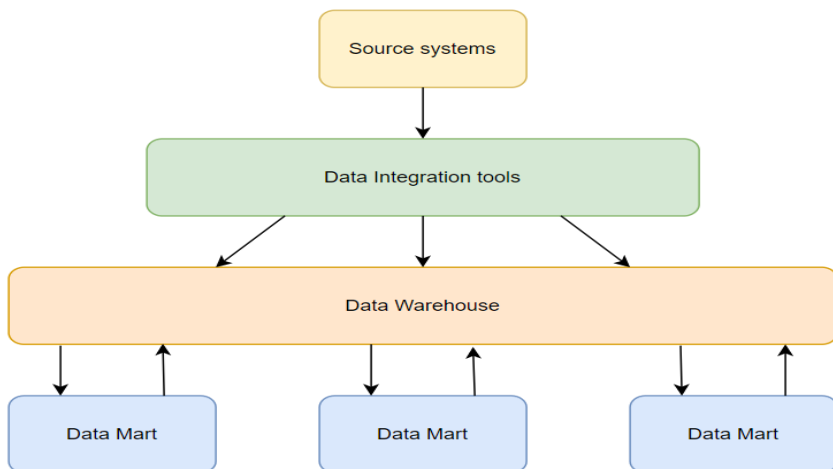 Source systems
Data Integration tools
Data Warehouse
Data Mart
Data Mart
Data Mart